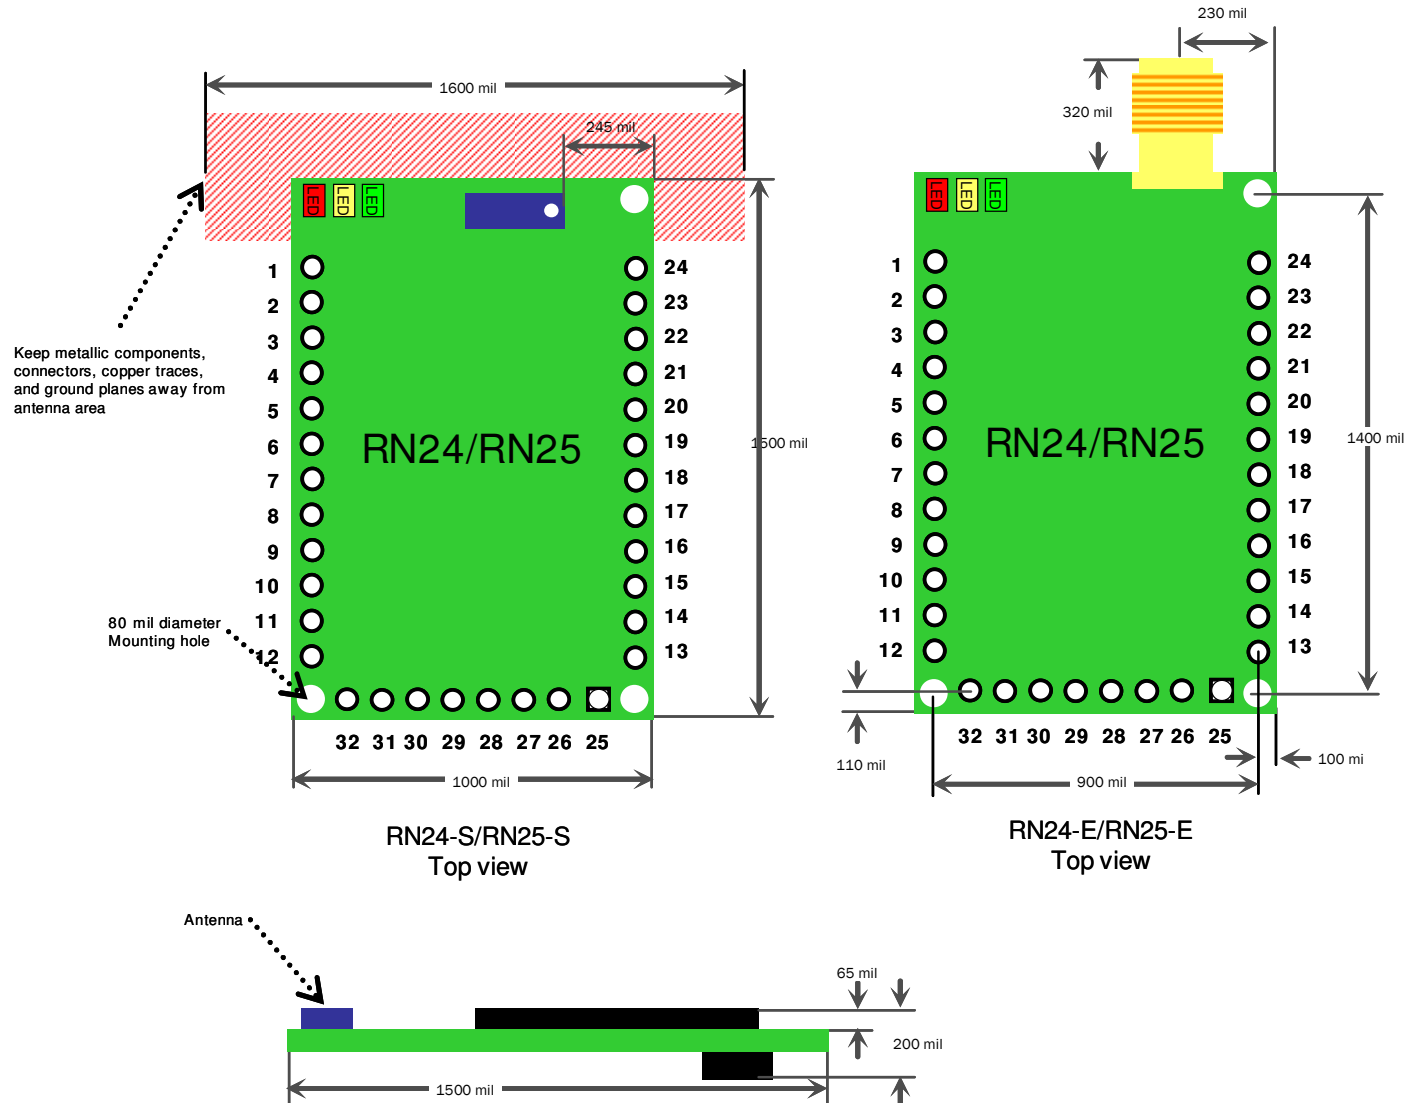 230 mil
1600 mil
320 mil
245 mil
LED LED LED
LED LED LED
1 24
2 23
3 22
4 21
5 20
6 19
7 18
8 17
9 16
10 15
11 14
12 13
1 24
2 23
3 22
4 21
5 20
6 19
7 18
8 17
9 16
10 15
11 14
12 13
Keep metallic components,
connectors, copper traces,
and ground planes away from
antenna area
RN24/RN25
RN24/RN25
1500 mil
1400 mil
80 mil diameter
Mounting hole
32 31 30 29 28 27 26 25
32 31 30 29 28 27 26 25
1000 mil
110 mil
900 mil
100 mi
RN24-S/RN25-S
Top view
RN24-E/RN25-E
Top view
Antenna
65 mil
200 mil
1500 mil